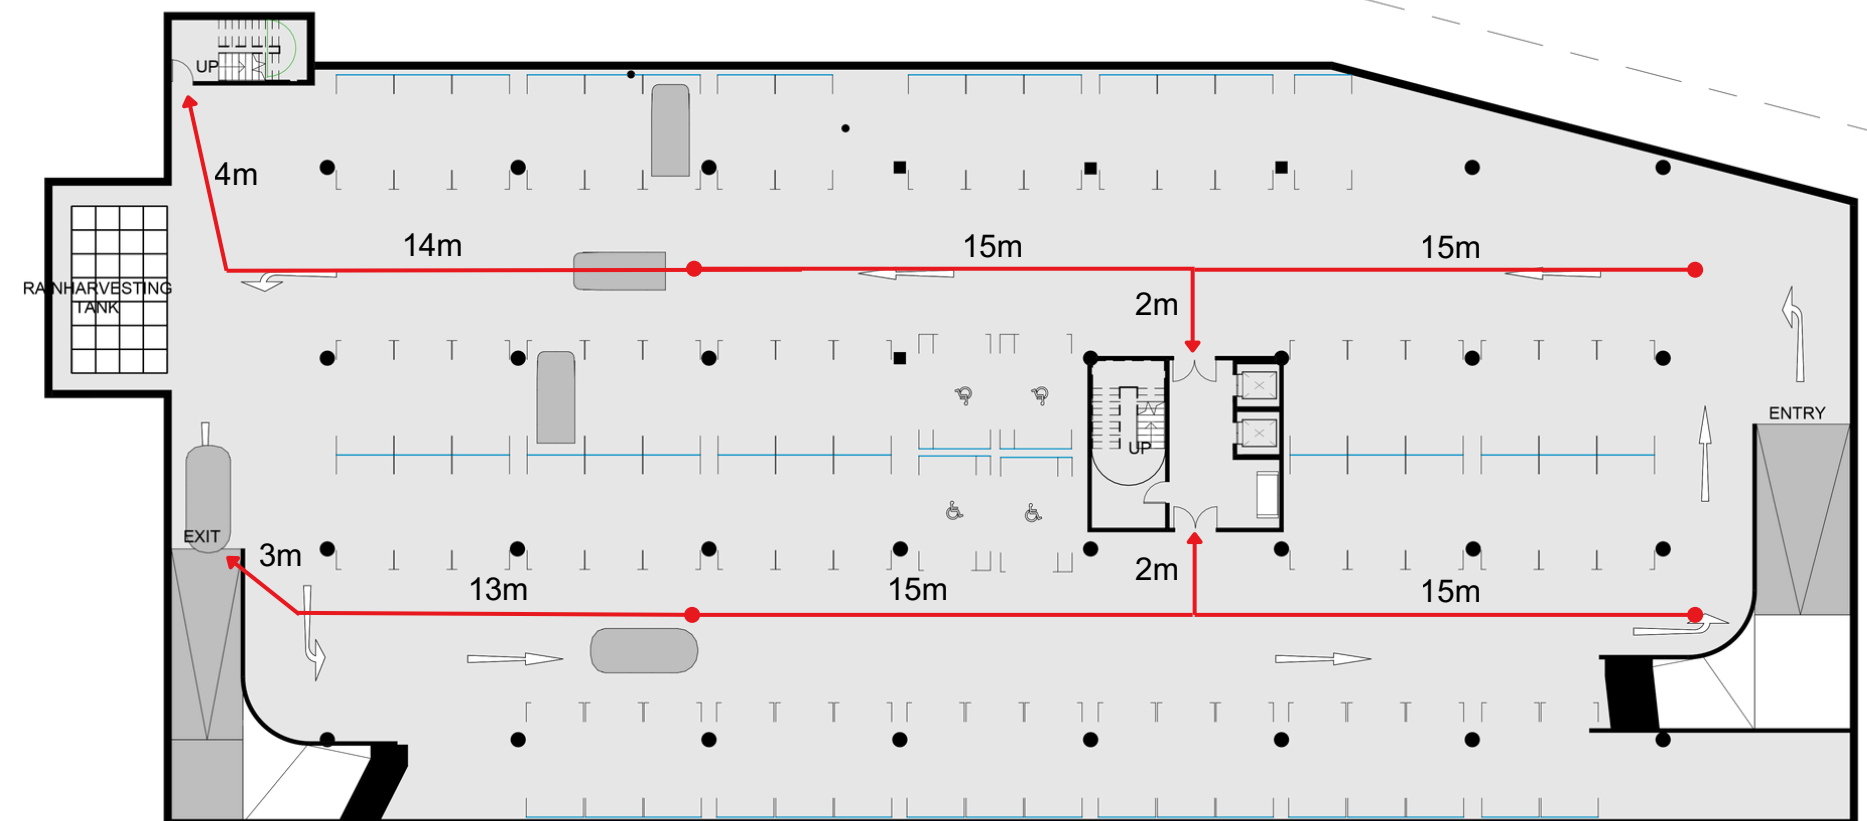 UP
4m
14m
15m
15m
RAINHARVESTING
TANK
2m
ENTRY
UP
EXIT
3m
13m
15m
2m
15m